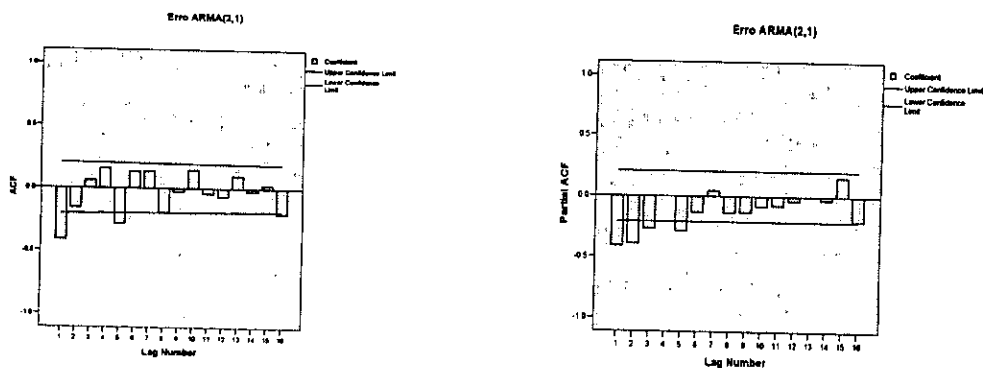 Erro ARMA(2,1)
Coefficient
Upper Confidence Limit
Lower Confidence
Limit
1.0
0.5
0.0
-0.5
-1.0
ACF
1 2 3 4 5 6 7 8 9 10 11 12 13 14 15 16
Lag Number
Erro ARMA(2,1)
Coefficient
Upper Confidence Limit
Lower Confidence
Limit
1.0
0.5
0.0
-0.5
-1.0
Partial ACF
1 2 3 4 5 6 7 8 9 10 11 12 13 14 15 16
Lag Number